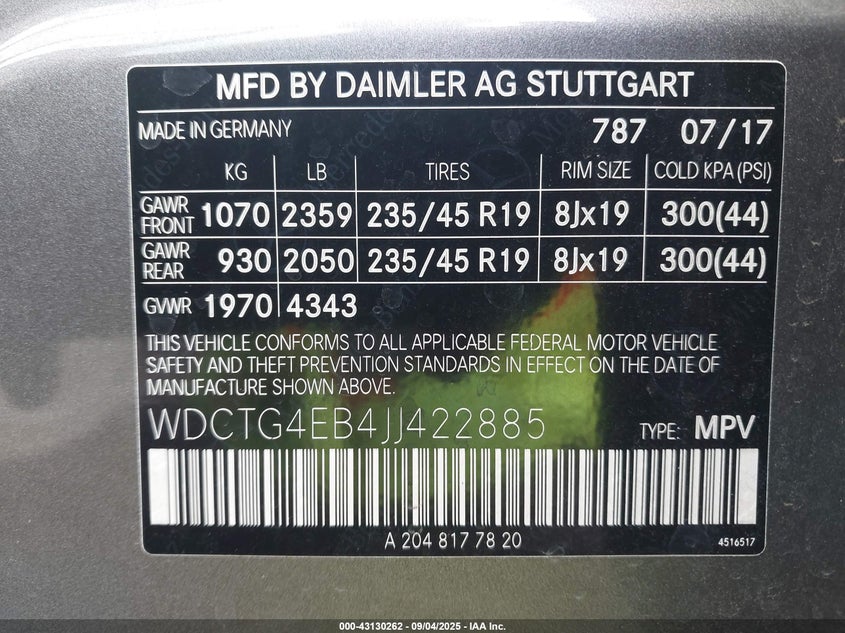 MFD BY DAIMLER AG STUTTGART
MADE IN GERMANY 787 07/17
KG LB TIRES RIM SIZE COLD KPA (PSI)
GAWR FRONT 1070 2359 235/45 R19 8Jx19 300(44)
GAWR REAR 930 2050 235/45 R19 8Jx19 300(44)
GVWR 1970 4343
THIS VEHICLE CONFORMS TO ALL APPLICABLE FEDERAL MOTOR VEHICLE
SAFETY AND THEFT PREVENTION STANDARDS IN EFFECT ON THE DATE OF
MANUFACTURE SHOWN ABOVE.
WDCTG4EB4JJ422885 TYPE: MPV
A 204 817 78 20
4516517
000-43130262 - 09/04/2025 - IAA Inc.